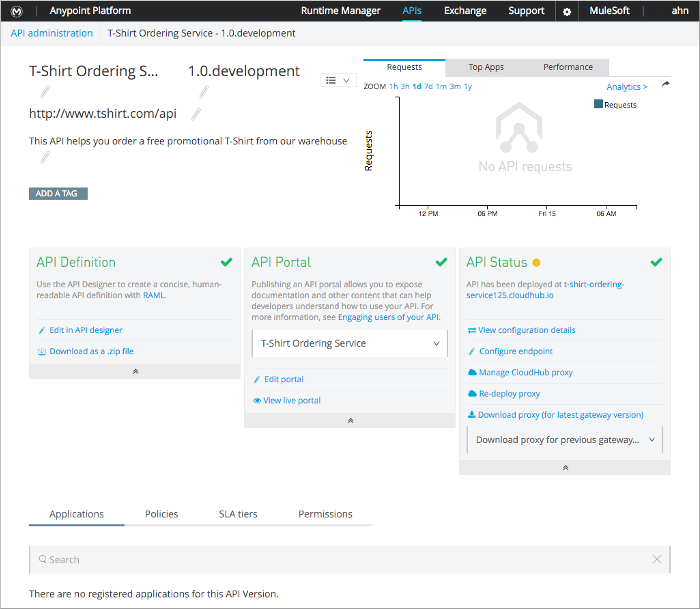 Anypoint Platform
Runtime Manager
APIs
Exchange
Support
MuleSoft
ahn
API administration
T-Shirt Ordering Service - 1.0.development
T-Shirt Ordering S...
1.0.development
http://www.tshirt.com/api
This API helps you order a free promotional T-Shirt from our warehouse
ADD A TAG
Requests
Top Apps
Performance
ZOOM 1h 3h 1d 7d 1m 3m 1y
Analytics >
Requests
Requests
No API requests
12 PM
06 PM
Fri 15
06 AM
API Definition
Use the API Designer to create a concise, human-
readable API definition with RAML.
Edit in API designer
Download as a .zip file
API Portal
Publishing an API portal allows you to expose
documentation and other content that can help
developers understand how to use your API. For
more information, see Engaging users of your API.
T-Shirt Ordering Service
Edit portal
View live portal
API Status
API has been deployed at t-shirt-ordering-
service125.cloudhub.io
View configuration details
Configure endpoint
Manage CloudHub proxy
Re-deploy proxy
Download proxy (for latest gateway version)
Download proxy for previous gateway...
Applications
Policies
SLA tiers
Permissions
Search
There are no registered applications for this API Version.